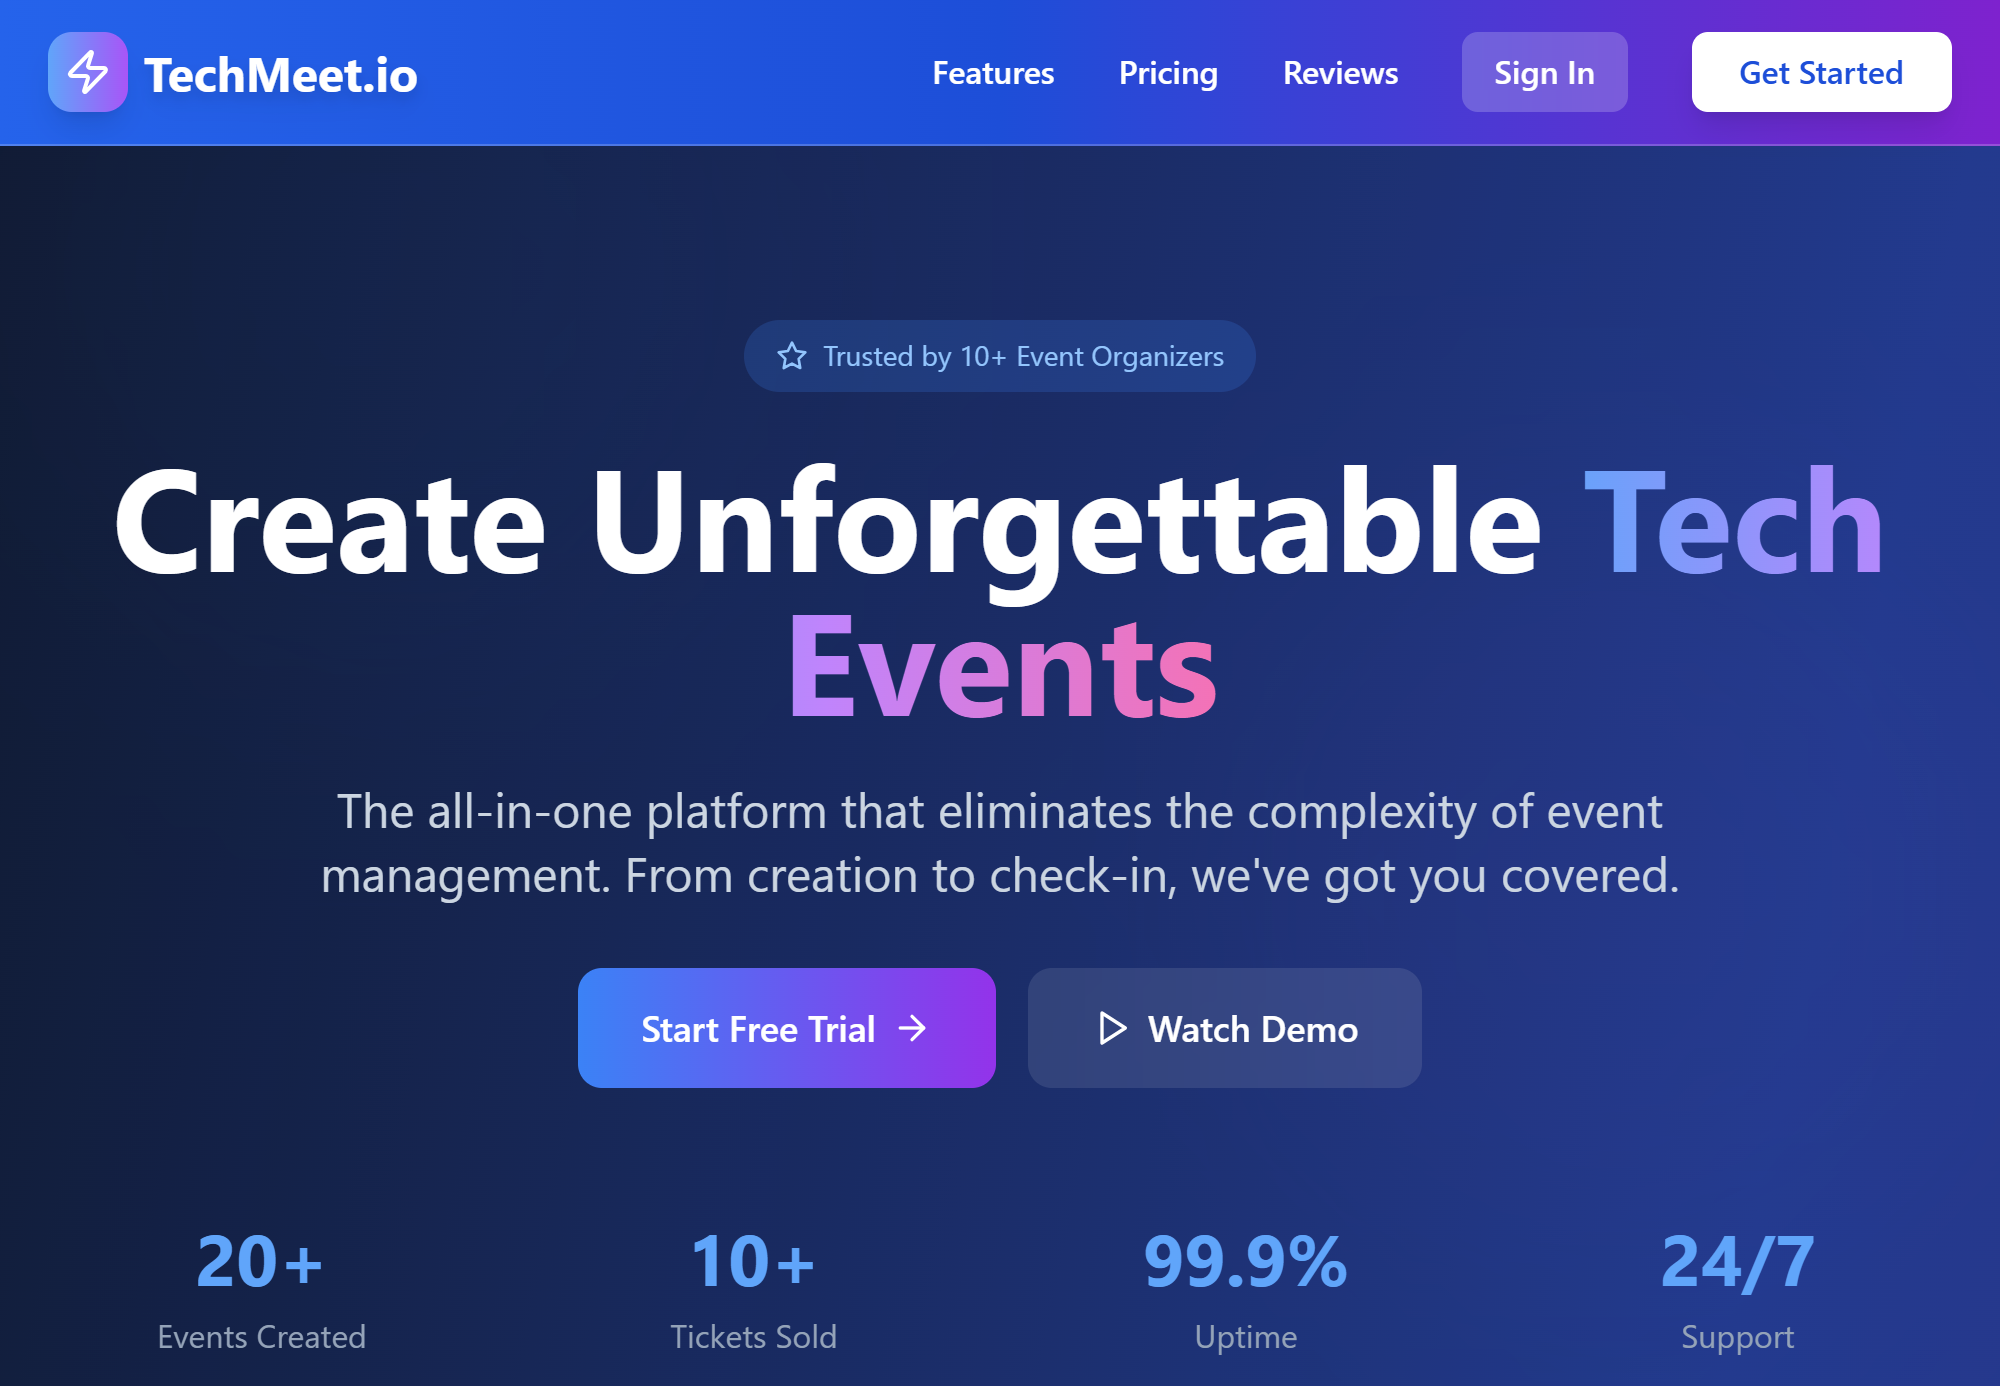 TechMeet.io
Features
Pricing
Reviews
Sign In
Get Started
Trusted by 10+ Event Organizers
Create Unforgettable Tech
Events
The all-in-one platform that eliminates the complexity of event
management. From creation to check-in, we've got you covered.
Start Free Trial
Watch Demo
20+
Events Created
10+
Tickets Sold
99.9%
Uptime
24/7
Support